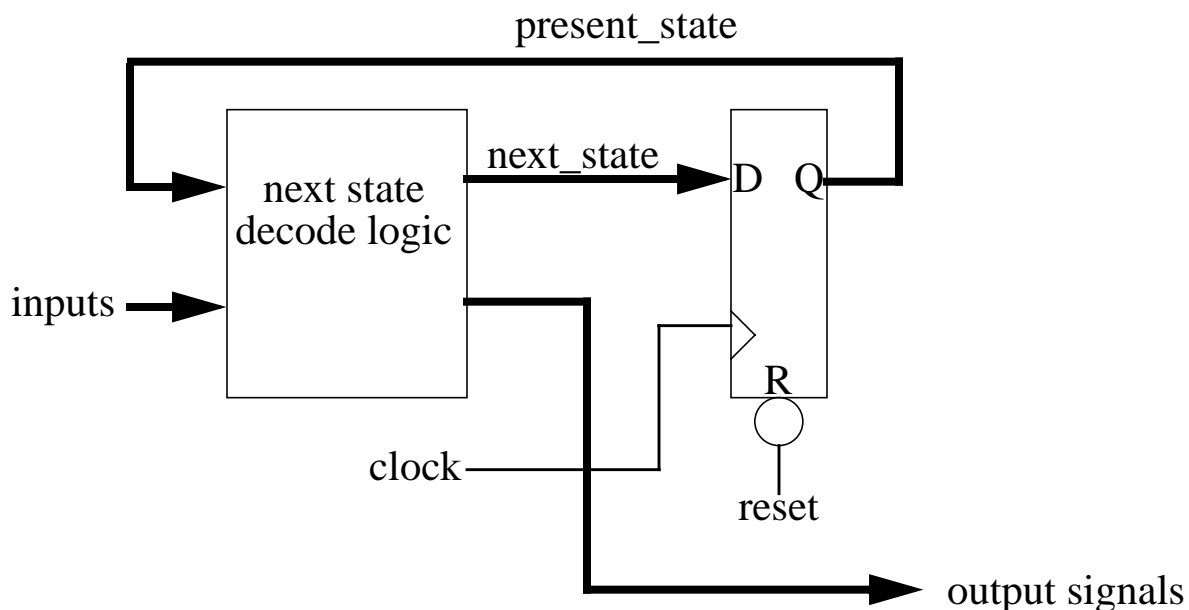 present_state
next_state
D Q
next state
decode logic
inputs
R
clock
reset
output signals